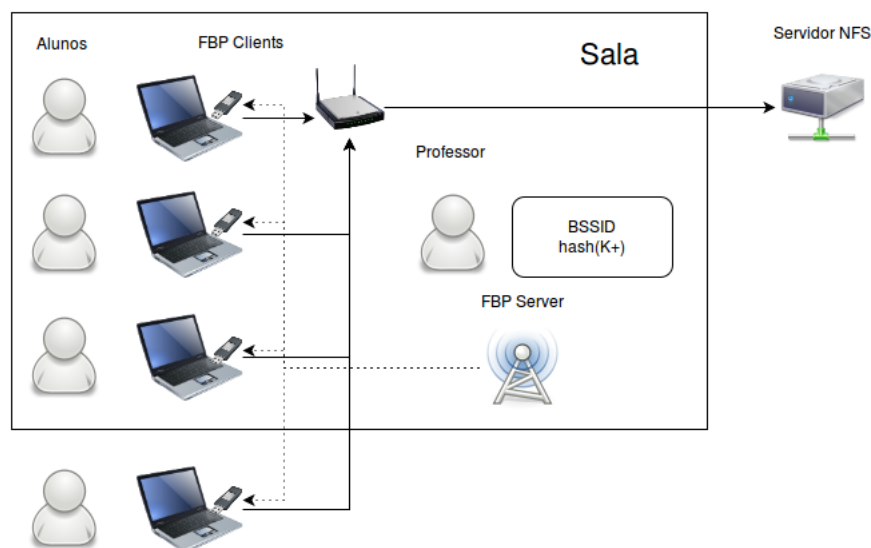 Alunos
FBP Clients
Sala
Servidor NFS
Professor
BSSID
hash(K+)
FBP Server